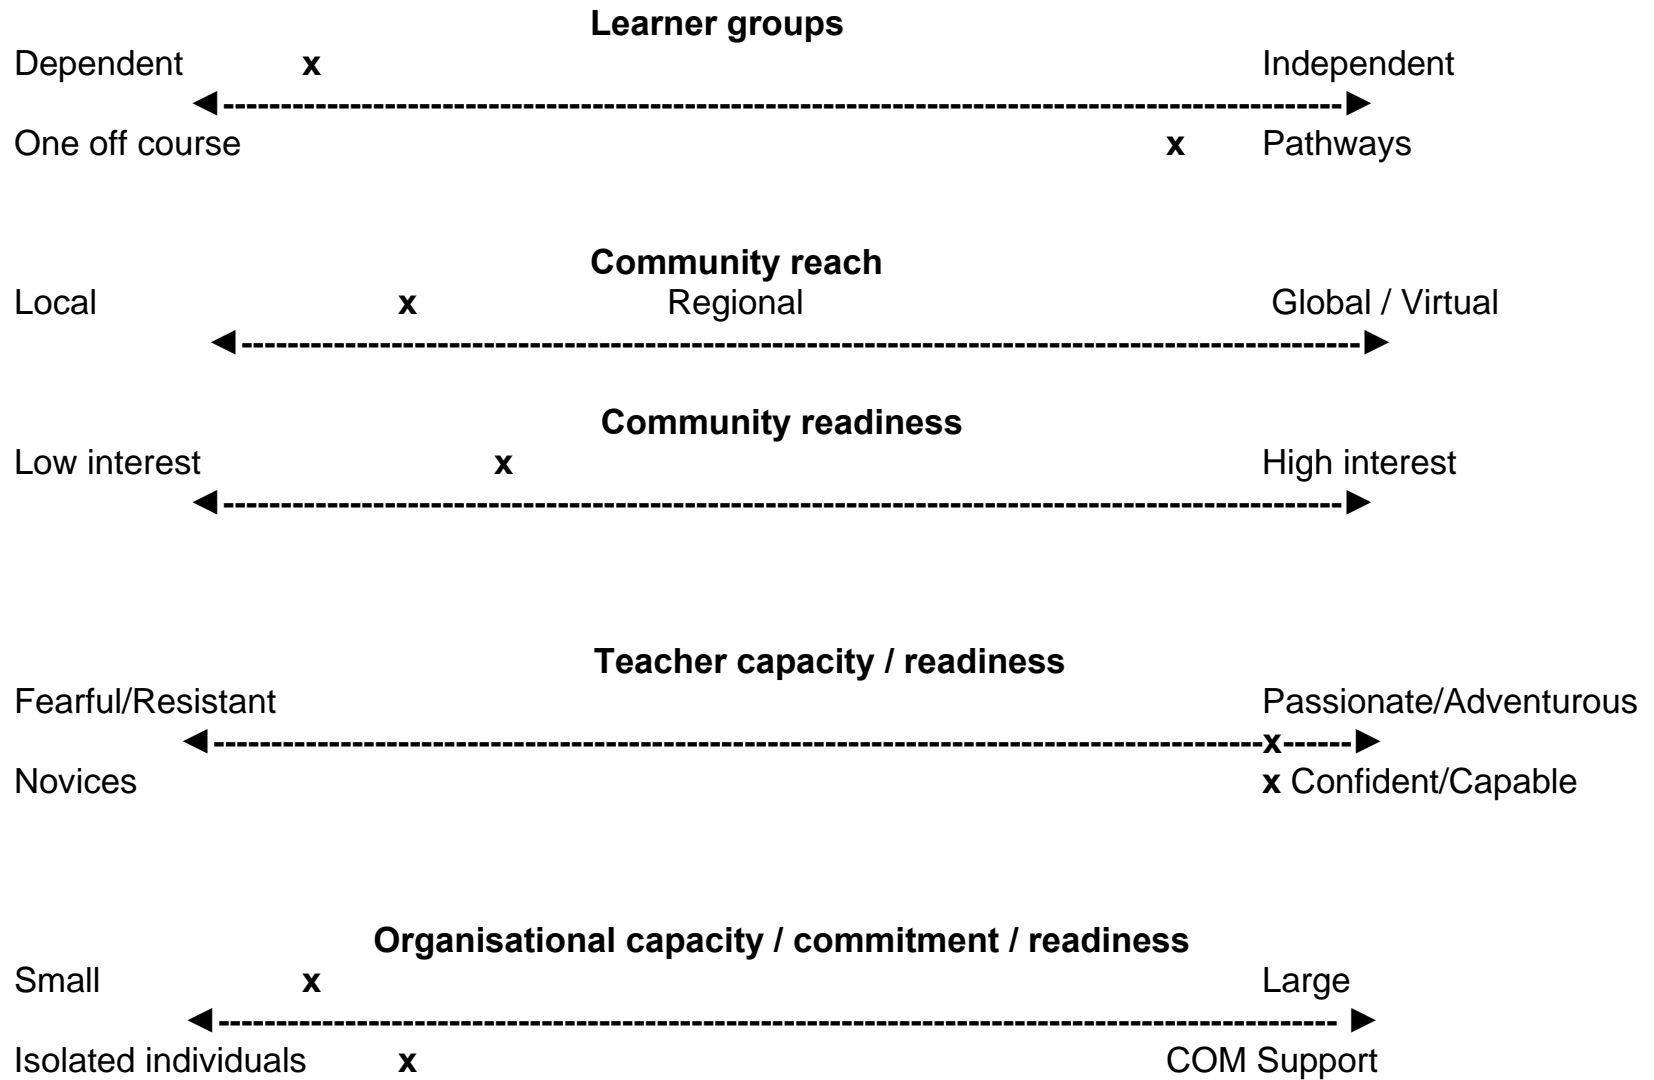 Learner groups
Dependent x Independent
◄--------------------------------------------------------------------------------------------------►
One off course x Pathways
Community reach
Local x Regional Global / Virtual
◄--------------------------------------------------------------------------------------------------►
Community readiness
Low interest x High interest
◄--------------------------------------------------------------------------------------------------►
Teacher capacity / readiness
Fearful/Resistant Passionate/Adventurous
◄--------------------------------------------------------------------------------------------x------►
Novices x Confident/Capable
Organisational capacity / commitment / readiness
Small x Large
◄-------------------------------------------------------------------------------------------------- ►
Isolated individuals x COM Support